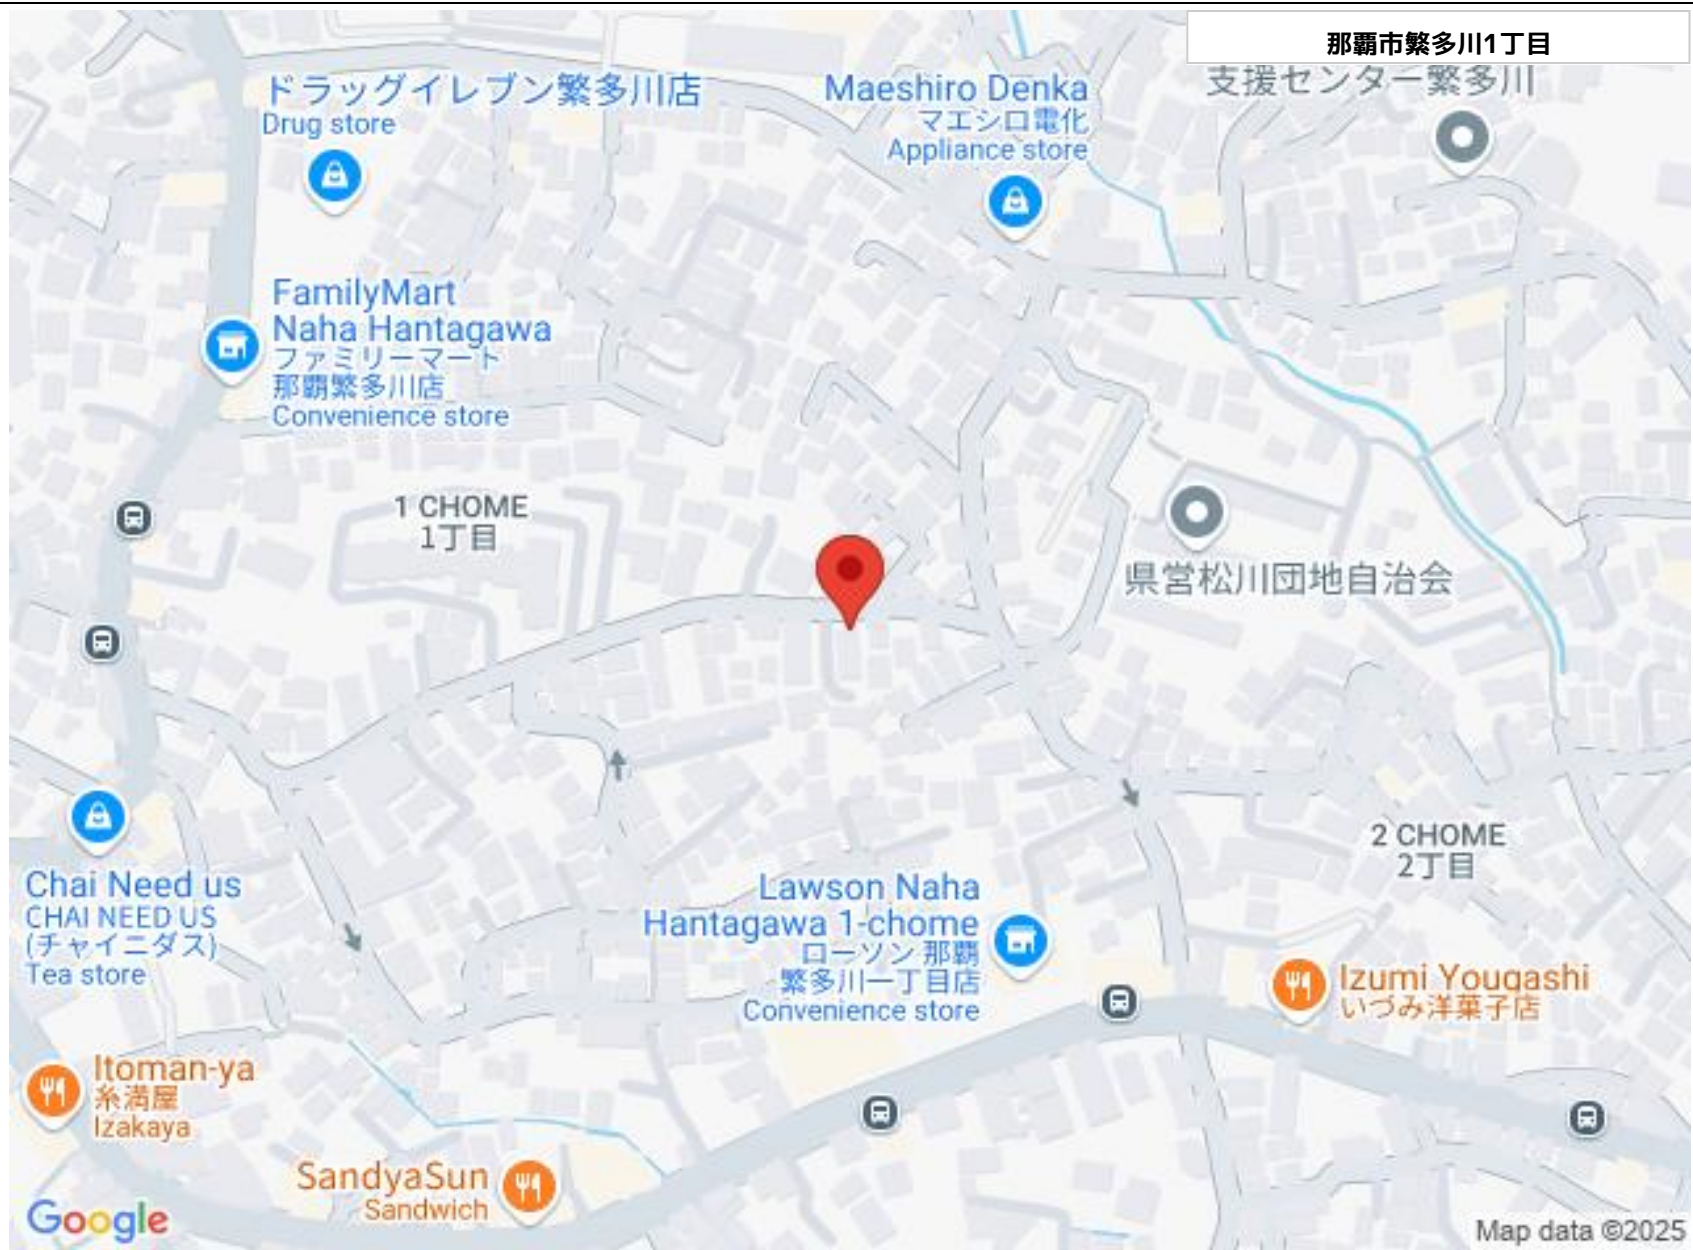 那覇市繁多川1丁目
支援センター繁多川
ドラッグイレブン繁多川店
Drug store
Maeshiro Denka
マエシロ電化
Appliance store
FamilyMart
Naha Hantagawa
ファミリーマート
那覇繁多川店
Convenience store
1 CHOME
1丁目
県営松川団地自治会
2 CHOME
2丁目
Chai Need us
CHAI NEED US
(チャイニダス)
Tea store
Lawson Naha
Hantagawa 1-chome
ローソン 那覇
繁多川一丁目店
Convenience store
Izumi Yougashi
いづみ洋菓子店
Itoman-ya
糸満屋
Izakaya
SandyaSun
Sandwich
Google
Map data ©2025